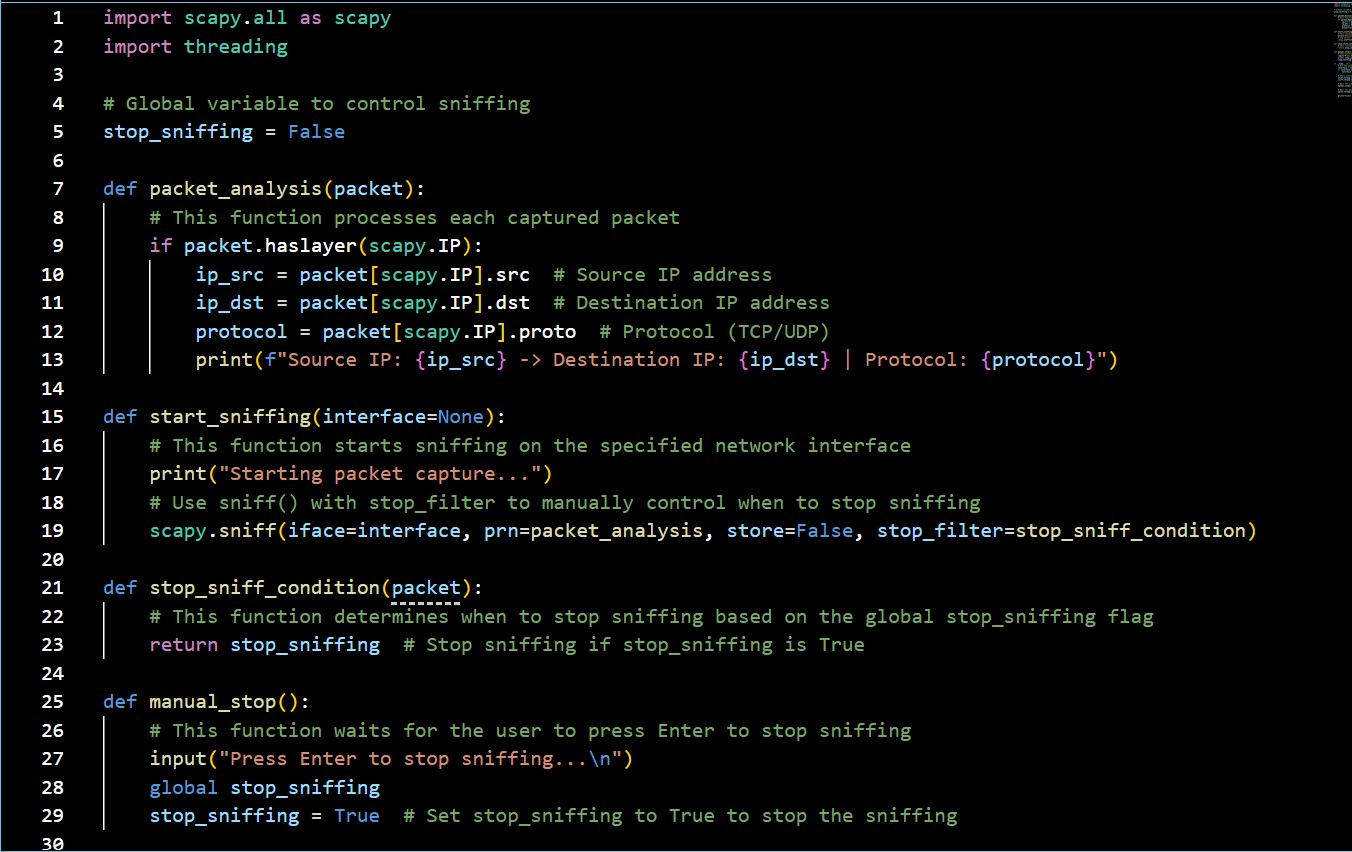 1 import scapy.all as scapy
2 import threading
3
4 # Global variable to control sniffing
5 stop_sniffing = False
6
7 def packet_analysis(packet):
8     # This function processes each captured packet
9     if packet.haslayer(scapy.IP):
10         ip_src = packet[scapy.IP].src  # Source IP address
11         ip_dst = packet[scapy.IP].dst  # Destination IP address
12         protocol = packet[scapy.IP].proto  # Protocol (TCP/UDP)
13         print(f"Source IP: {ip_src} -> Destination IP: {ip_dst} | Protocol: {protocol}")
14
15 def start_sniffing(interface=None):
16     # This function starts sniffing on the specified network interface
17     print("Starting packet capture...")
18     # Use sniff() with stop_filter to manually control when to stop sniffing
19     scapy.sniff(iface=interface, prn=packet_analysis, store=False, stop_filter=stop_sniff_condition)
20
21 def stop_sniff_condition(packet):
22     # This function determines when to stop sniffing based on the global stop_sniffing flag
23     return stop_sniffing  # Stop sniffing if stop_sniffing is True
24
25 def manual_stop():
26     # This function waits for the user to press Enter to stop sniffing
27     input("Press Enter to stop sniffing...\n")
28     global stop_sniffing
29     stop_sniffing = True  # Set stop_sniffing to True to stop the sniffing
30